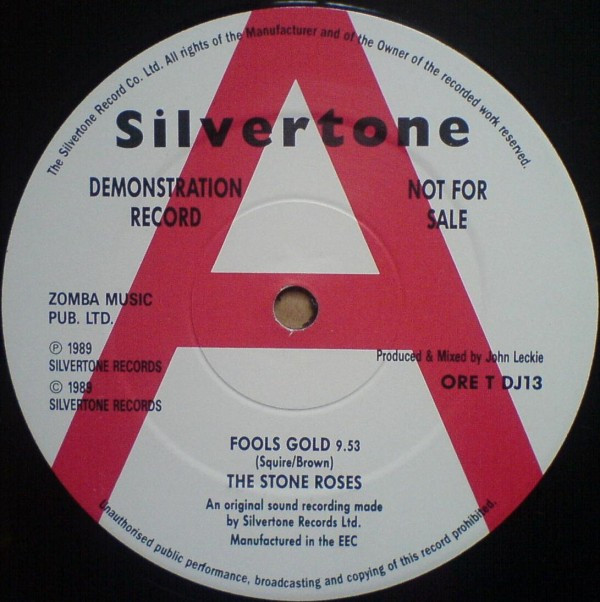 The Silvertone Record Co. Ltd. All rights of the Manufacturer and of the Owner of the recorded work reserved.
Silvertone
DEMONSTRATION
RECORD
NOT FOR
SALE
ZOMBA MUSIC
PUB. LTD.
Ⓟ 1989
SILVERTONE RECORDS
© 1989
SILVERTONE RECORDS
Produced & Mixed by John Leckie
ORE T DJ13
A
FOOLS GOLD 9.53
(Squire/Brown)
THE STONE ROSES
An original sound recording made
by Silvertone Records Ltd.
Manufactured in the EEC
Unauthorised public performance, broadcasting and copying of this record prohibited.